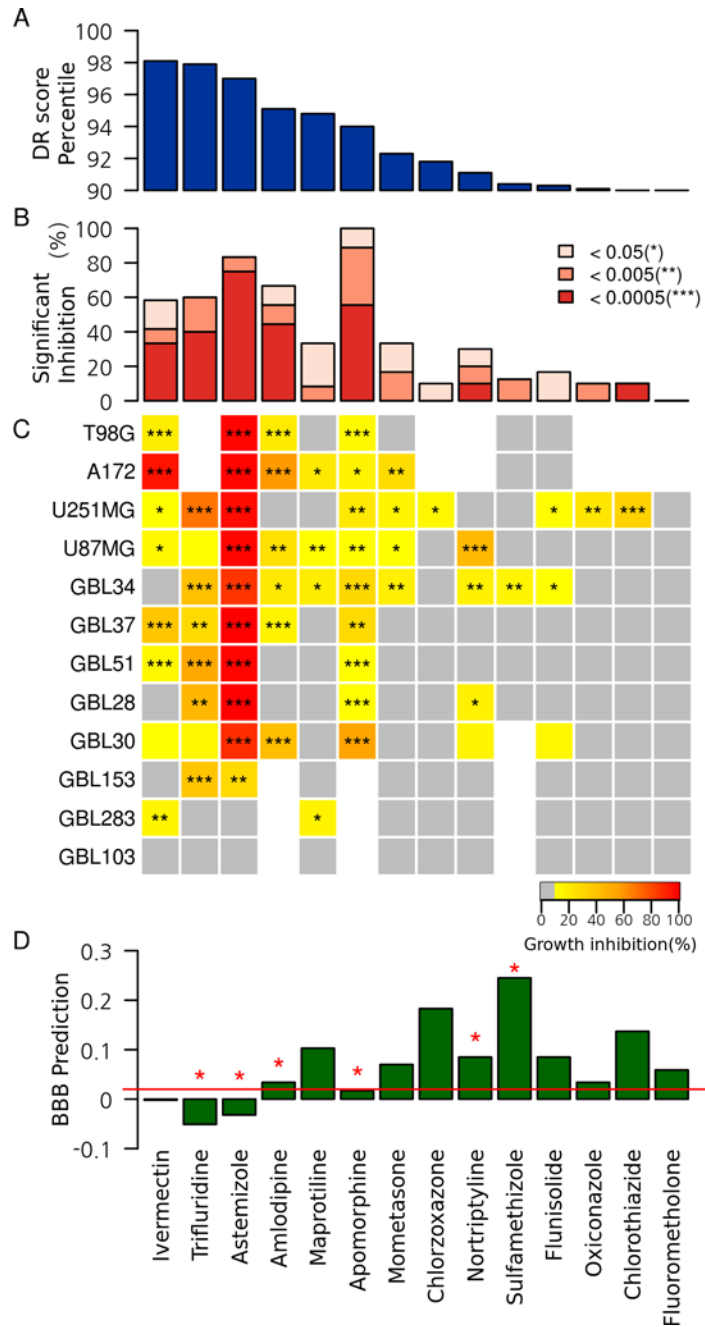 A
DR score
Percentile
100
98
96
94
92
90
B
Significant
Inhibition
(%)
100
80
60
40
20
0
< 0.05(*)
< 0.005(**)
< 0.0005(***)
C
T98G *** *** *** ***
A172 *** *** *** * * **
U251MG * *** *** ** * * * ** ***
U87MG * *** ** ** ** * ***
GBL34 *** *** * * *** ** ** ** *
GBL37 *** ** *** *** **
GBL51 *** *** *** ***
GBL28 ** *** *** *
GBL30 *** *** ***
GBL153 *** **
GBL283 ** *
GBL103
0 20 40 60 80 100
Growth inhibition(%)
D
BBB Prediction
0.3
0.2
0.1
0
-0.1
* * * * * *
Ivermectin
Trifluridine
Astemizole
Amlodipine
Maprotiline
Apomorphine
Mometasone
Chlorzoxazone
Nortriptyline
Sulfamethizole
Flunisolide
Oxiconazole
Chlorothiazide
Fluorometholone